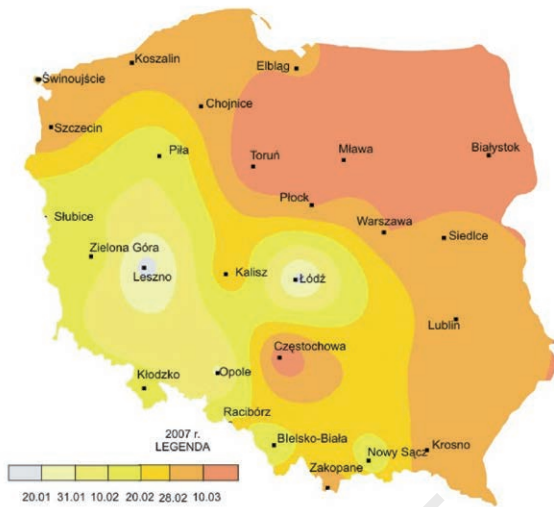 Koszalin
Elbląg
Świnoujście
Chojnice
Szczecin
Piła
Toruń
Mława
Białystok
Płock
Słubice
Warszawa
Siedlce
Zielona Góra
Leszno
Kalisz
Łódź
Lublin
Częstochowa
Kłodzko
Opole
Racibórz
Bielsko-Biała
Nowy Sącz
Krosno
Zakopane
2007 r.
LEGENDA
20.01 31.01 10.02 20.02 28.02 10.03